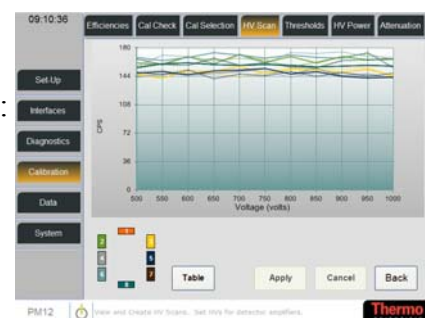 09:10:36
Efficiencies
Cal Check
Cal Selection
HV Scan
Thresholds
HV Power
Attenuation
:
Set-Up
Interfaces
Diagnostics
Calibration
Data
System
CPS
180
144
108
72
36
0
500 550 600 650 700 750 800 850 900 950 1000
Voltage (volts)
2
4
6
8
5
7
Table
Apply
Cancel
Back
PM12
View and Create HV Scans. Set HVs for detector amplifiers.
Thermo